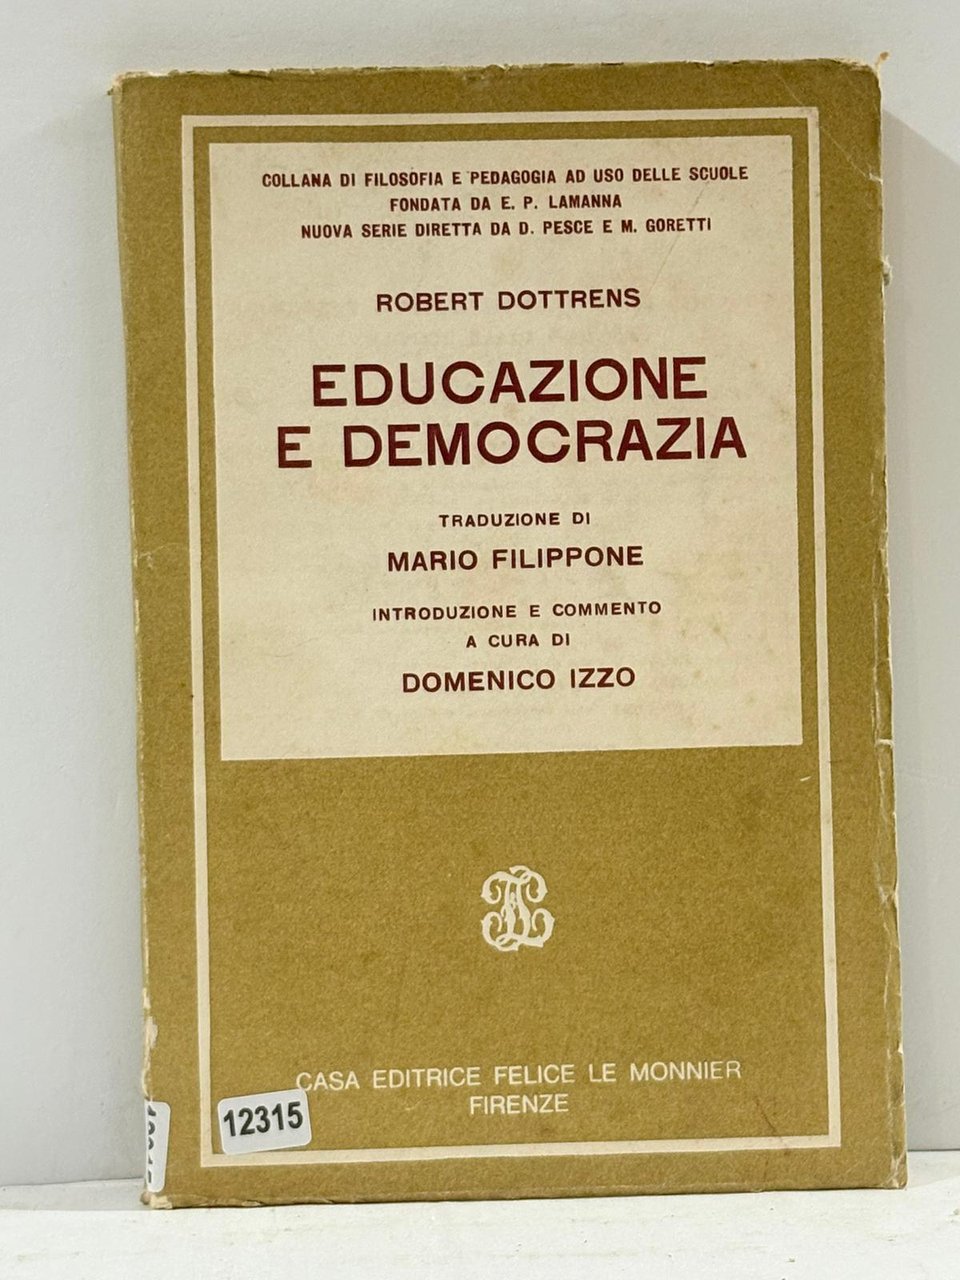 COLLANA DI FILOSOFIA E PEDAGOGIA AD USO DELLE SCUOLE
FONDATA DA E. P. LAMANNA
NUOVA SERIE DIRETTA DA D. PESCE E M. GORETTI
ROBERT DOTTRENS
EDUCAZIONE
E DEMOCRAZIA
TRADUZIONE DI
MARIO FILIPPONE
INTRODUZIONE E COMMENTO
A CURA DI
DOMENICO IZZO
CASA EDITRICE FELICE LE MONNIER
FIRENZE
12315